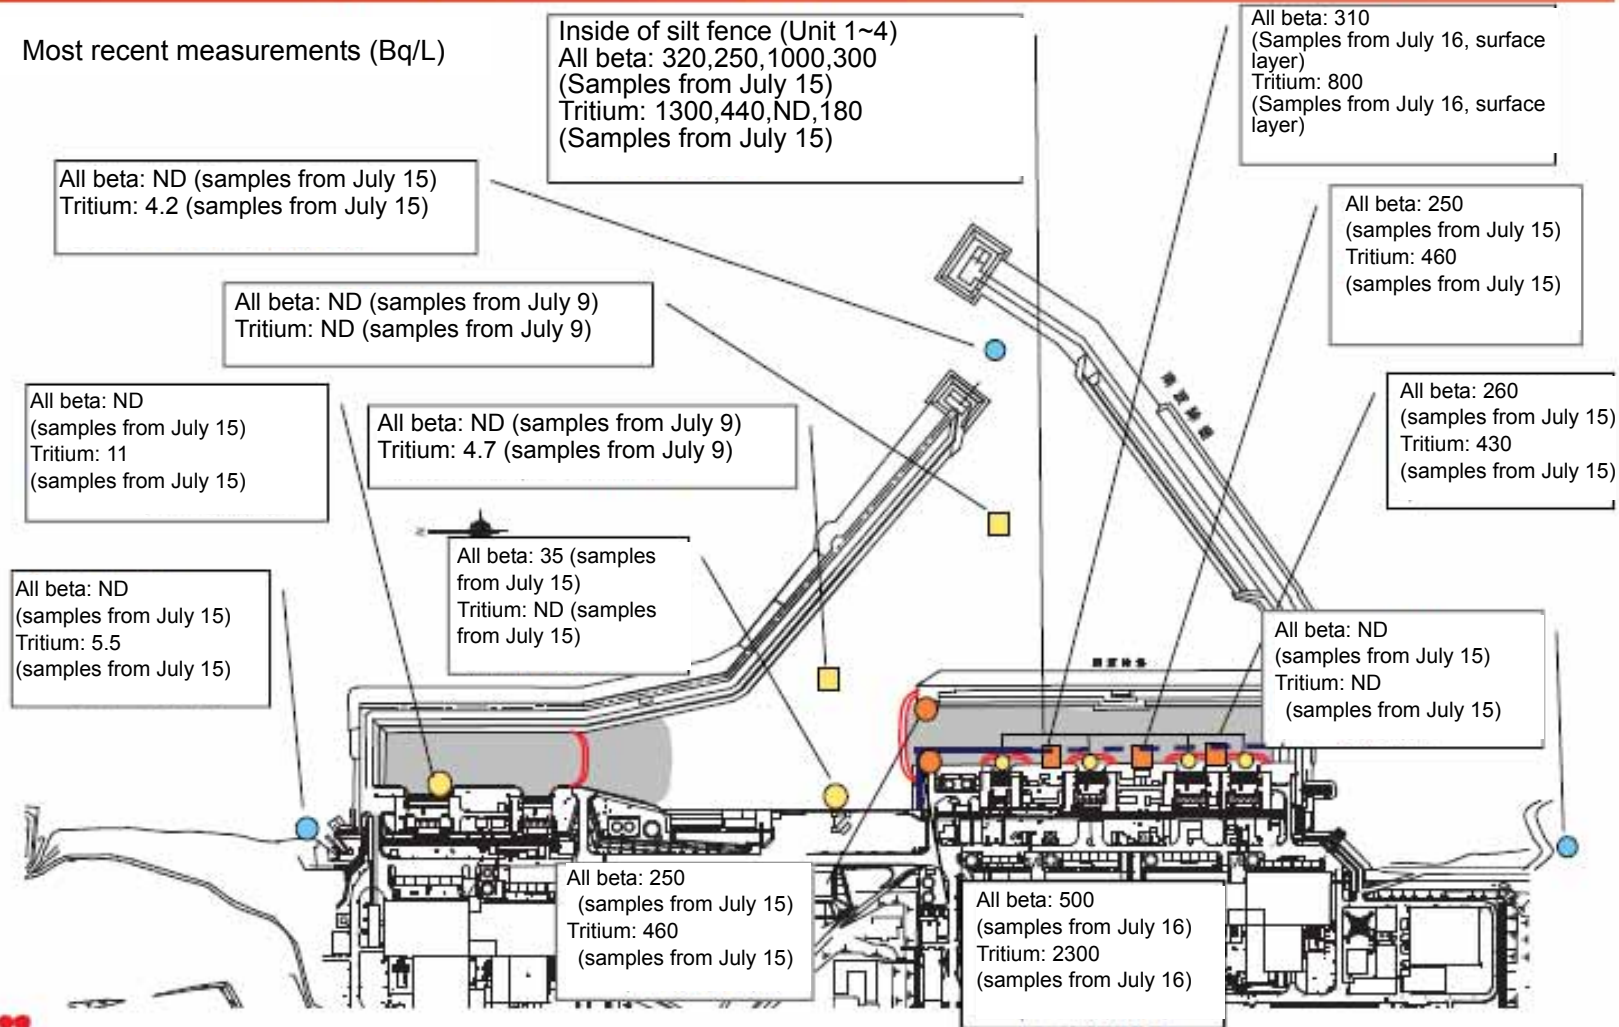 Most recent measurements (Bq/L)
Inside of silt fence (Unit 1~4)
All beta: 320,250,1000,300
(Samples from July 15)
Tritium: 1300,440,ND,180
(Samples from July 15)
All beta: 310
(Samples from July 16, surface
layer)
Tritium: 800
(Samples from July 16, surface
layer)
All beta: ND (samples from July 15)
Tritium: 4.2 (samples from July 15)
All beta: 250
(samples from July 15)
Tritium: 460
(samples from July 15)
All beta: ND (samples from July 9)
Tritium: ND (samples from July 9)
All beta: ND
(samples from July 15)
Tritium: 11
(samples from July 15)
All beta: ND (samples from July 9)
Tritium: 4.7 (samples from July 9)
All beta: 260
(samples from July 15)
Tritium: 430
(samples from July 15)
All beta: 35 (samples
from July 15)
Tritium: ND (samples
from July 15)
All beta: ND
(samples from July 15)
Tritium: 5.5
(samples from July 15)
All beta: ND
(samples from July 15)
Tritium: ND
(samples from July 15)
All beta: 250
(samples from July 15)
Tritium: 460
(samples from July 15)
All beta: 500
(samples from July 16)
Tritium: 2300
(samples from July 16)